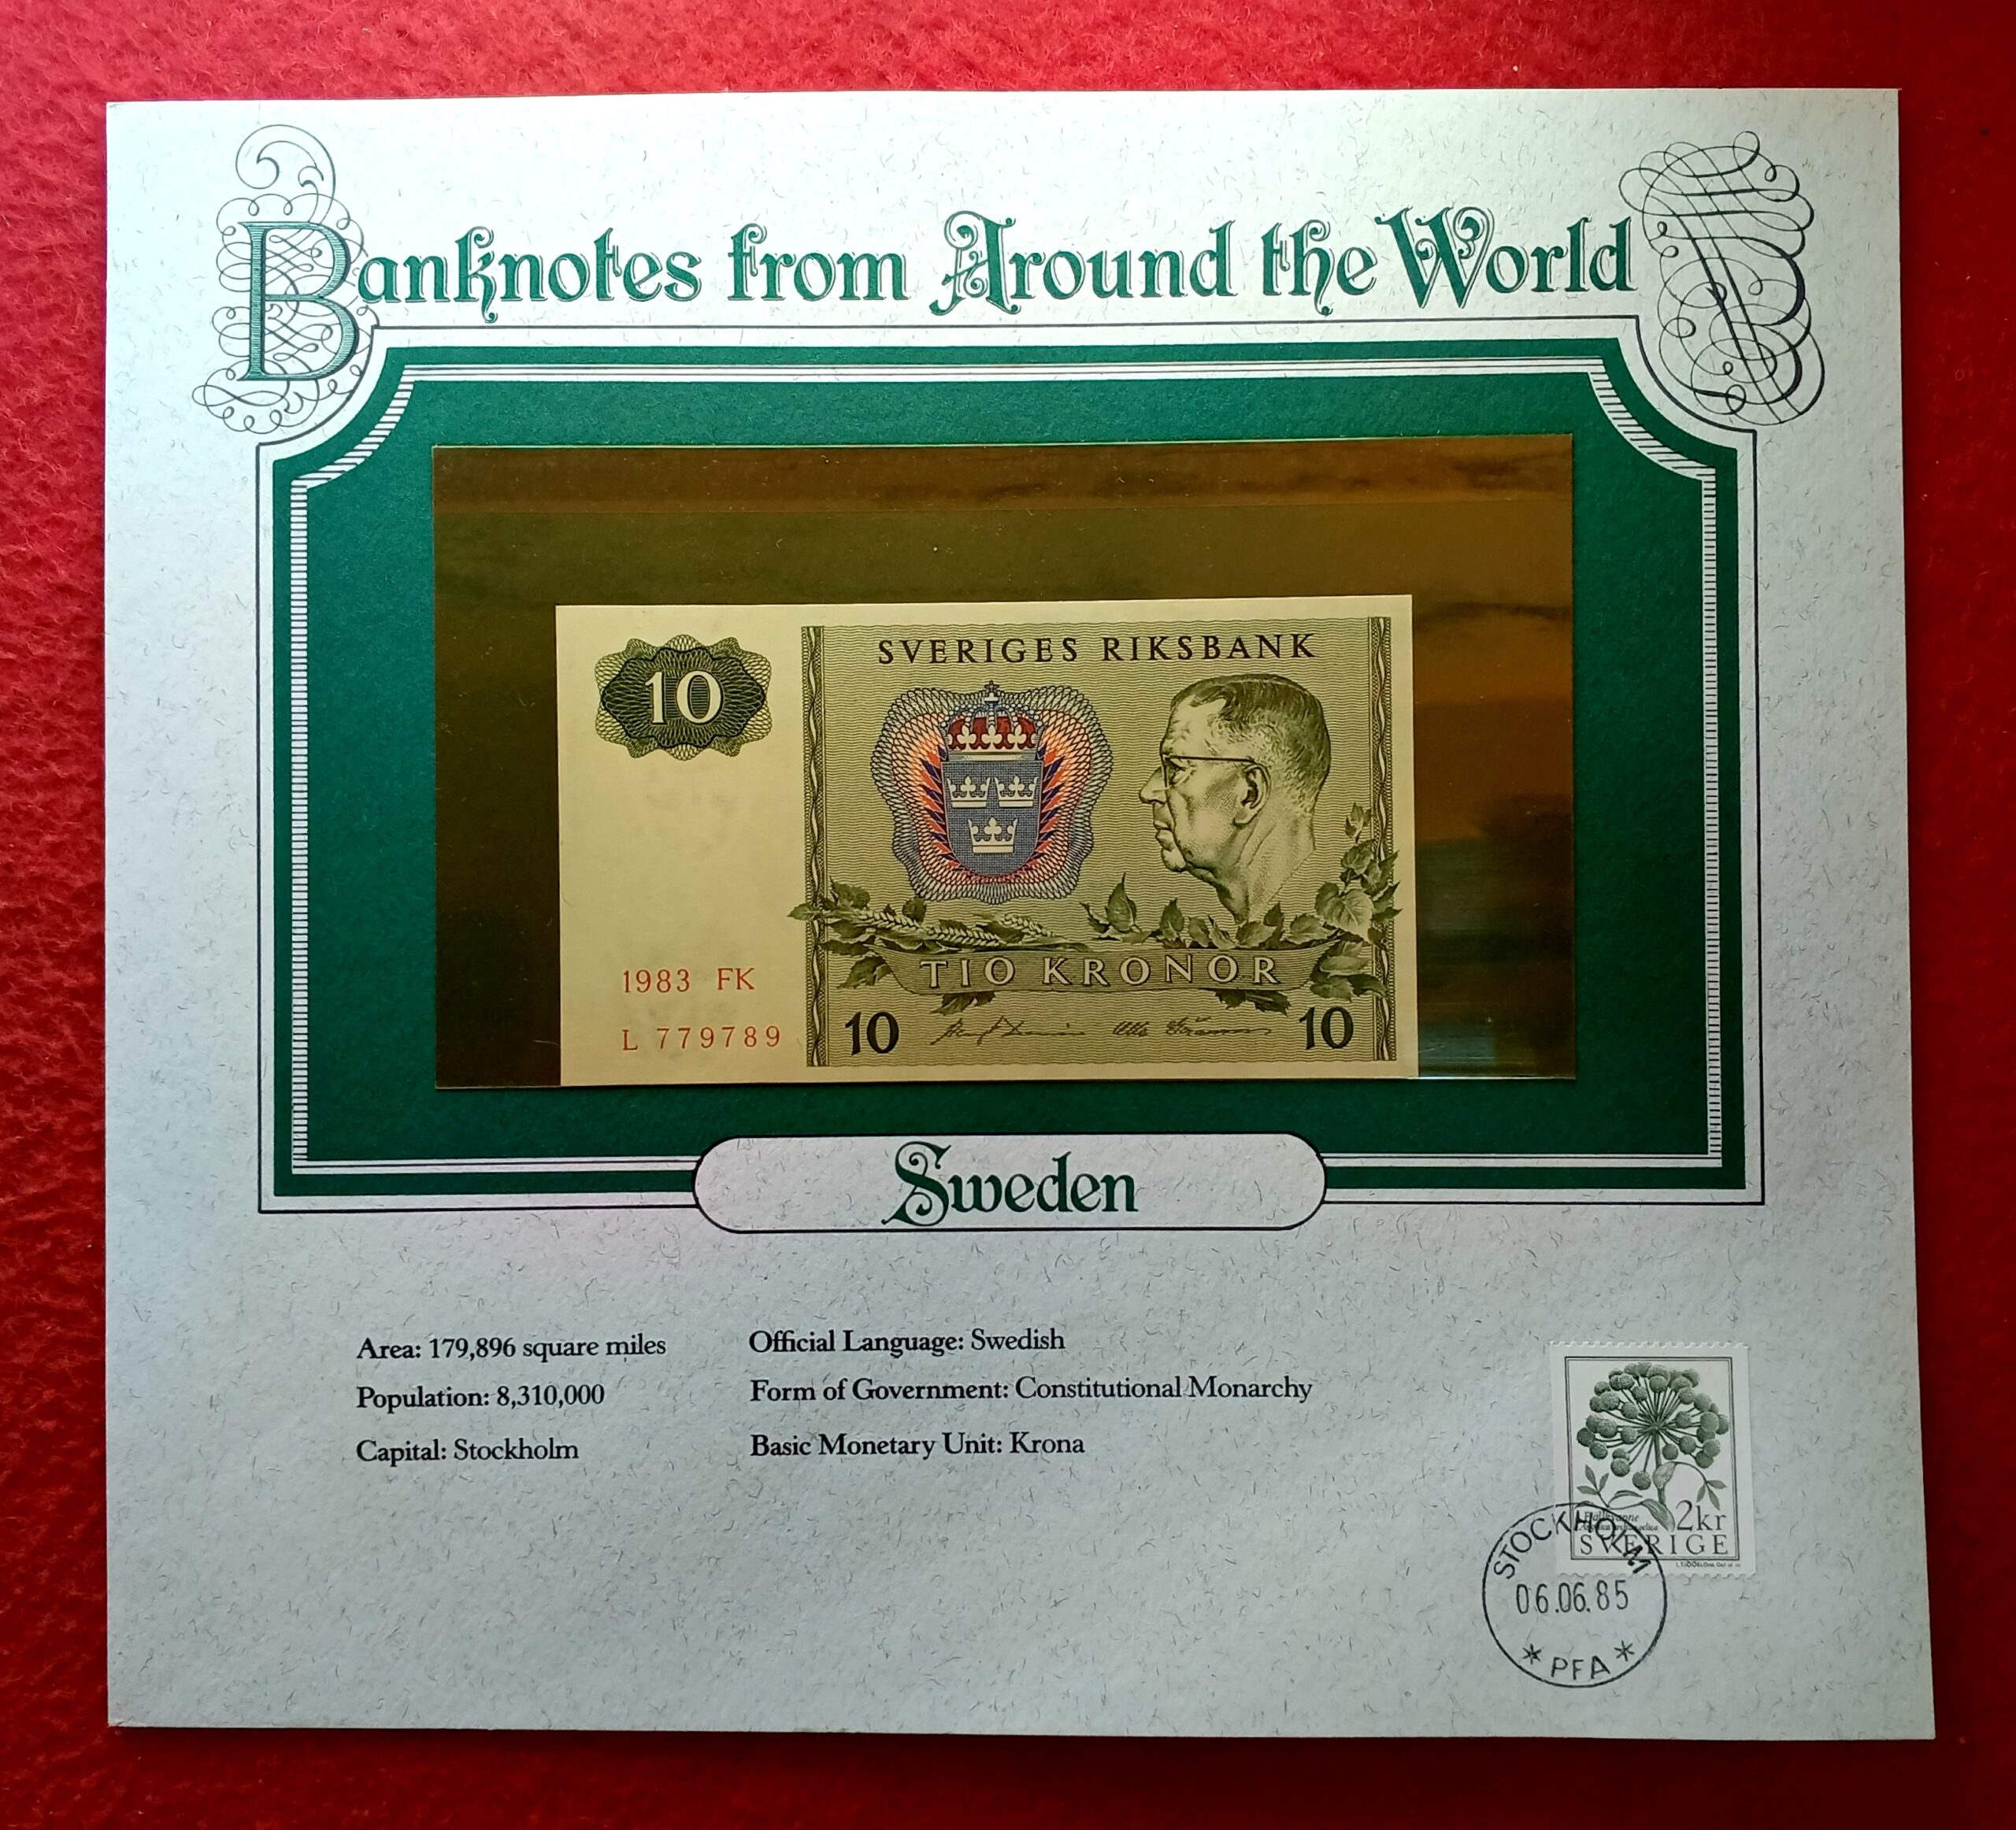 Banknotes from Around the World
10
SVERIGES RIKSBANK
1983 FK
L 779789
TIO KRONOR
10
10
Sweden
Area: 179,896 square miles
Population: 8,310,000
Capital: Stockholm
Official Language: Swedish
Form of Government: Constitutional Monarchy
Basic Monetary Unit: Krona
2kr
SVERIGE
STOCKHOLM
06.06.85
* PFA *